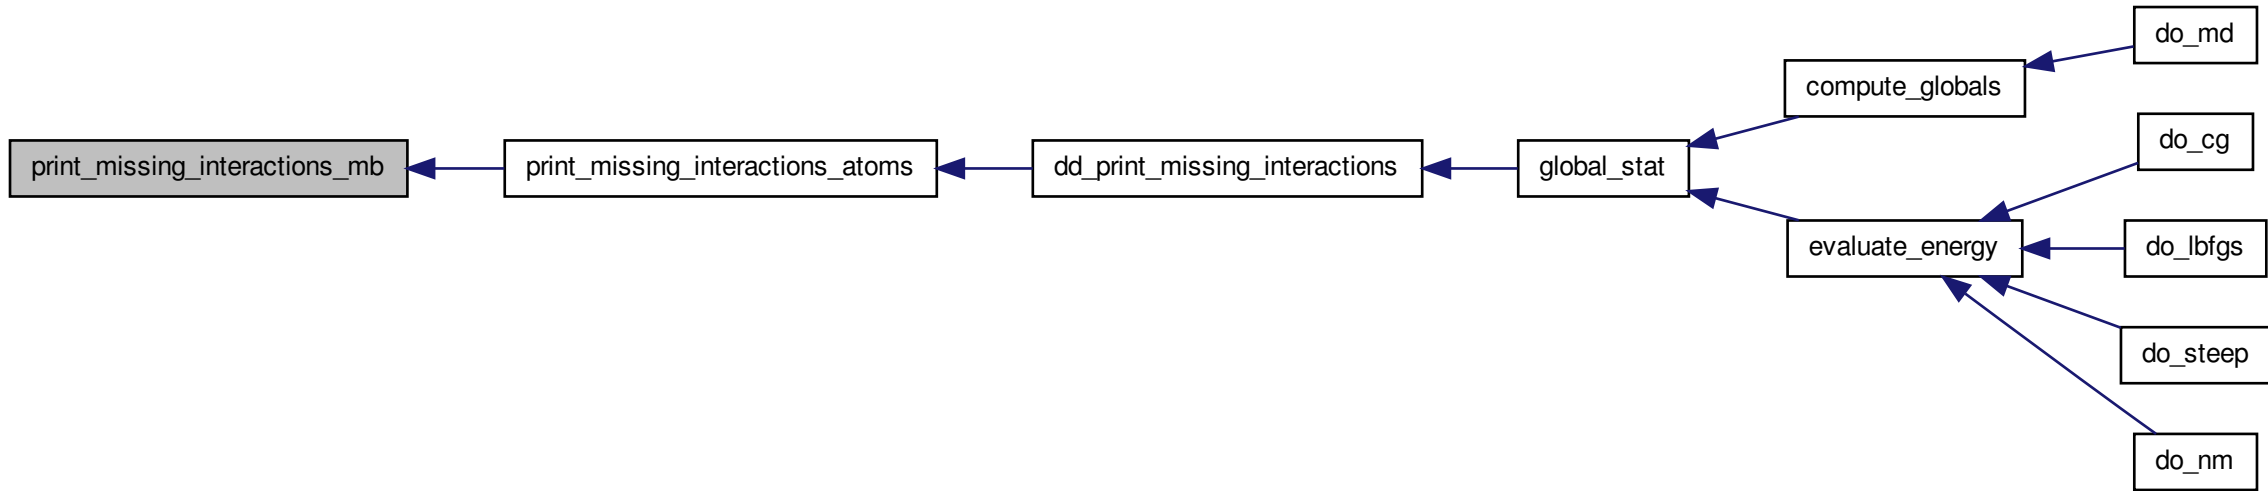 print_missing_interactions_mb
print_missing_interactions_atoms
dd_print_missing_interactions
global_stat
compute_globals
evaluate_energy
do_md
do_cg
do_lbfgs
do_steep
do_nm